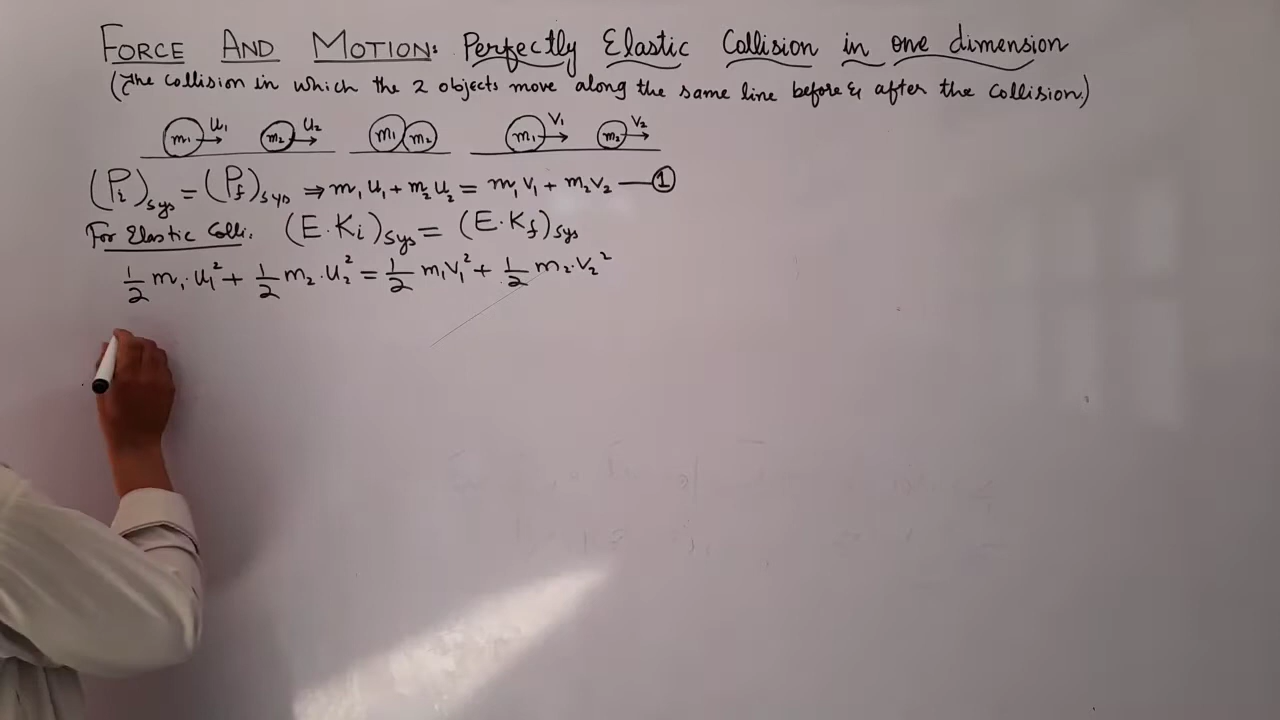 FORCE AND MOTION: Perfectly Elastic Collision in one dimension
(The collision in which the 2 objects move along the same line before & after the collision.)
m₁ u₁ m₂ u₂ m₁ m₂ m₁ v₁ m₂ v₂
(Pᵢ)sys = (Pf)sys ⇒ m₁u₁ + m₂u₂ = m₁v₁ + m₂v₂ — ①
For Elastic Colli. (E.Kᵢ)sys = (E.Kf)sys
1/2 m₁.u₁² + 1/2 m₂.u₂² = 1/2 m₁v₁² + 1/2 m₂.v₂²